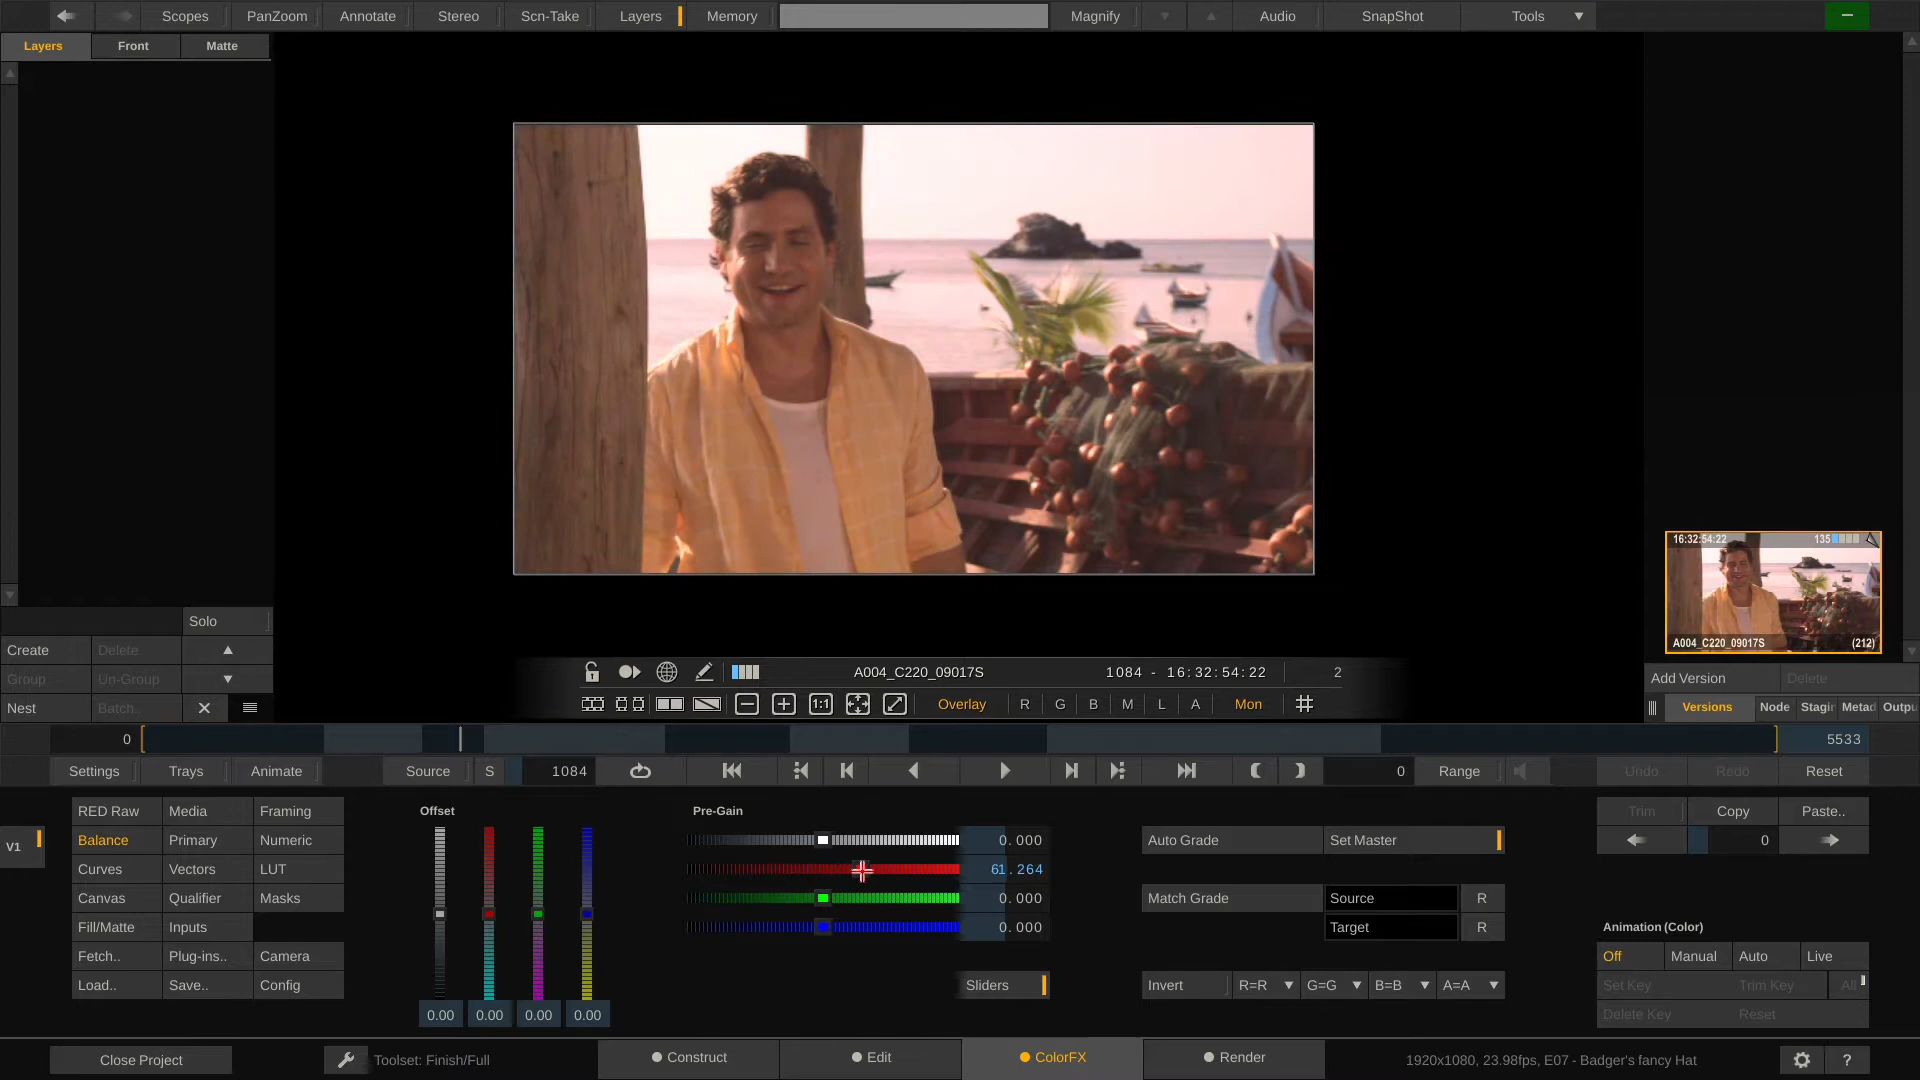 Scopes PanZoom Annotate Stereo Scn-Take Layers Memory Magnify Audio SnapShot Tools
Layers Front Matte
Solo
Create Delete
Group Un-Group
Nest Batch..
16:32:54:22 135
A004_C220_09017S (212)
Add Version Delete
Versions Node Stagin Metad Outpu
A004_C220_09017S 1084 - 16:32:54:22 2
1:1 Overlay R G B M L A Mon
0 5533
Settings Trays Animate Source S 1084 0 Range Undo Redo Reset
V1
RED Raw Media Framing
Balance Primary Numeric
Curves Vectors LUT
Canvas Qualifier Masks
Fill/Matte Inputs
Fetch.. Plug-ins.. Camera
Load.. Save.. Config
Offset
0.00 0.00 0.00 0.00
Pre-Gain
0.000
61.264
0.000
0.000
Sliders
Auto Grade Set Master
Match Grade Source R
Target R
Invert R=R G=G B=B A=A
Trim Copy Paste..
0
Animation (Color)
Off Manual Auto Live
Set Key Trim Key All
Delete Key Reset
Close Project Toolset: Finish/Full Construct Edit ColorFX Render 1920x1080, 23.98fps, E07 - Badger's fancy Hat ?